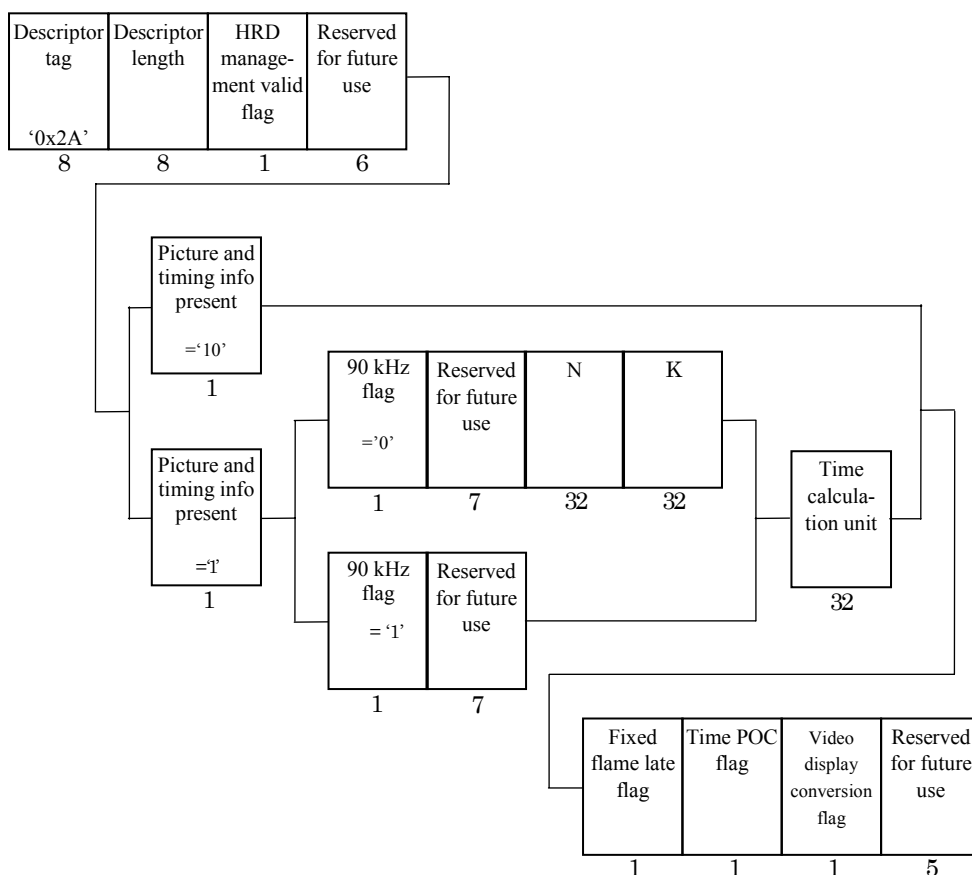 Descriptor
tag
‘0x2A’
8
Descriptor
length
8
HRD
manage-
ment valid
flag
1
Reserved
for future
use
6
Picture and
timing info
present
=‘10’
1
Picture and
timing info
present
=‘1’
1
90 kHz
flag
=’0’
1
Reserved
for future
use
7
N
32
K
32
90 kHz
flag
= ‘1’
1
Reserved
for future
use
7
Time
calcula-
tion unit
32
Fixed
flame late
flag
1
Time POC
flag
1
Video
display
conversion
flag
1
Reserved
for future
use
5